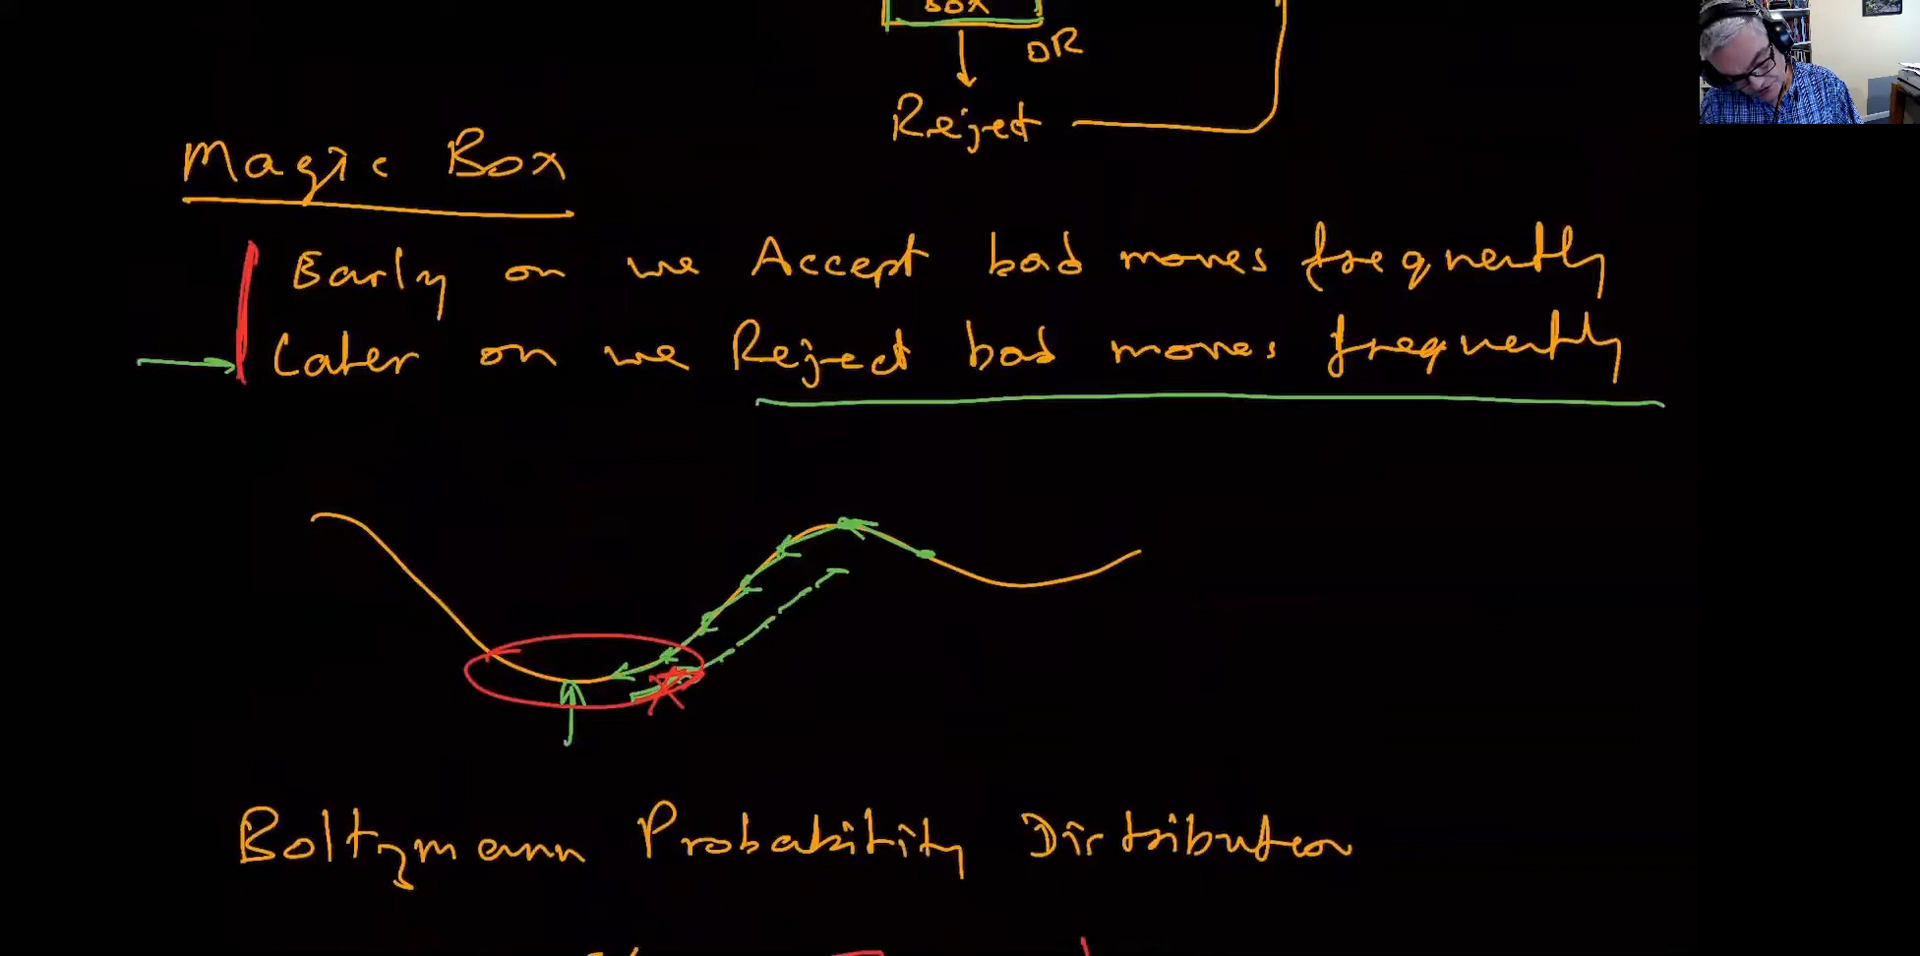 BOX
OR
Reject
Magic Box
Early on we Accept bad moves frequently
Later on we Reject bad moves frequently
Boltzmann Probability Distribution